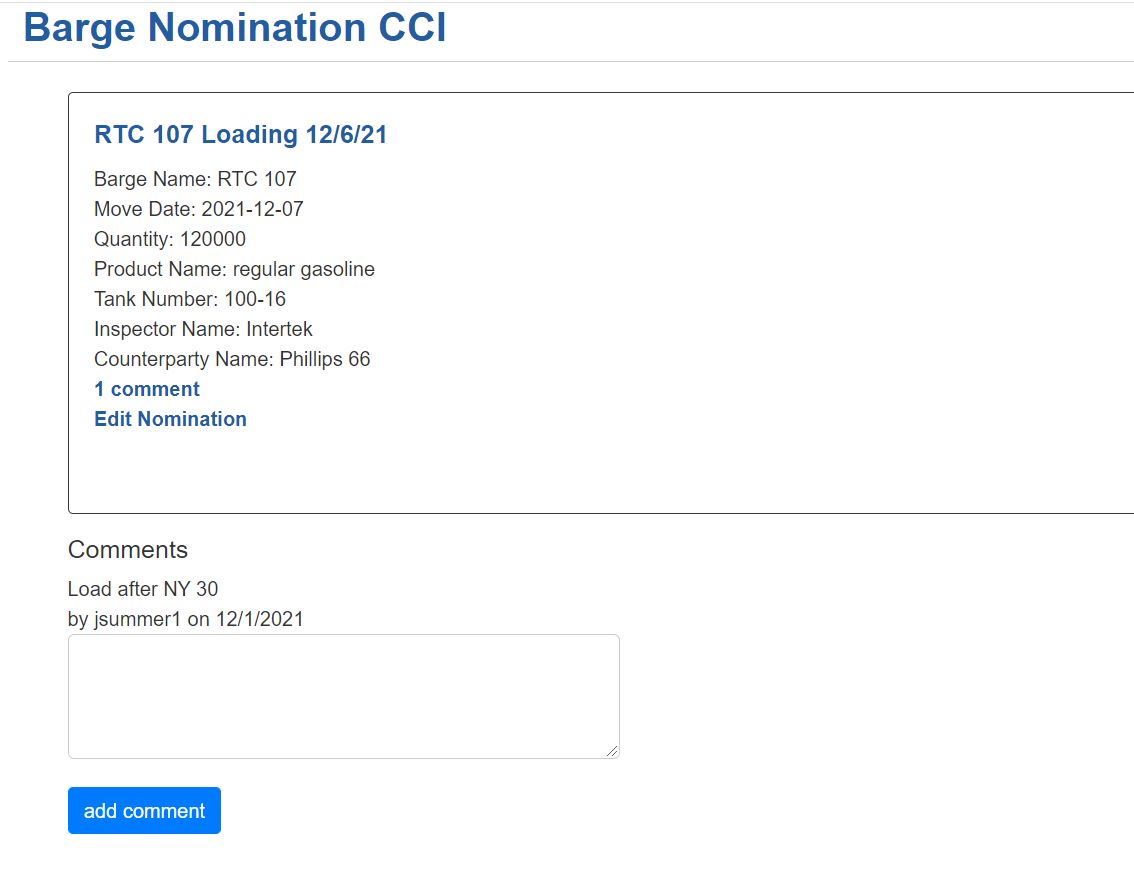 Barge Nomination CCI
RTC 107 Loading 12/6/21
Barge Name: RTC 107
Move Date: 2021-12-07
Quantity: 120000
Product Name: regular gasoline
Tank Number: 100-16
Inspector Name: Intertek
Counterparty Name: Phillips 66
1 comment
Edit Nomination
Comments
Load after NY 30
by jsummer1 on 12/1/2021
add comment